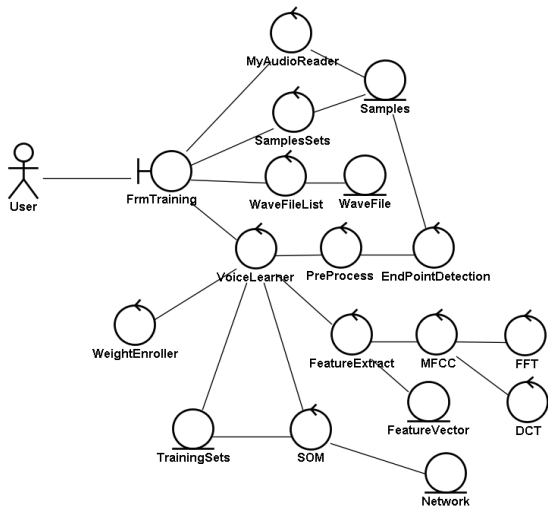 MyAudioReader
Samples
SamplesSets
User
FrmTraining
WaveFileList
WaveFile
VoiceLearner
PreProcess
EndPointDetection
WeightEnroller
FeatureExtract
MFCC
FFT
FeatureVector
DCT
TrainingSets
SOM
Network